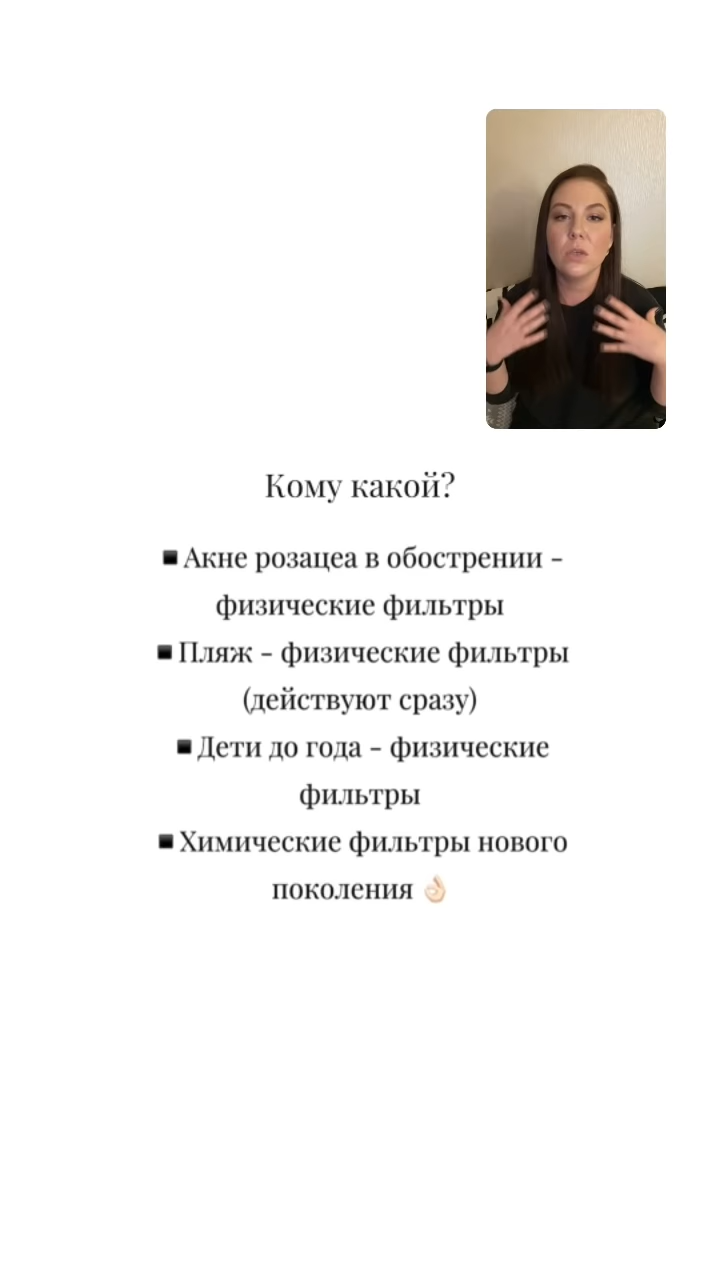 Кому какой?
▪️Акне розацеа в обострении -
физические фильтры
▪️Пляж - физические фильтры
(действуют сразу)
▪️Дети до года - физические
фильтры
▪️Химические фильтры нового
поколения 👌🏻